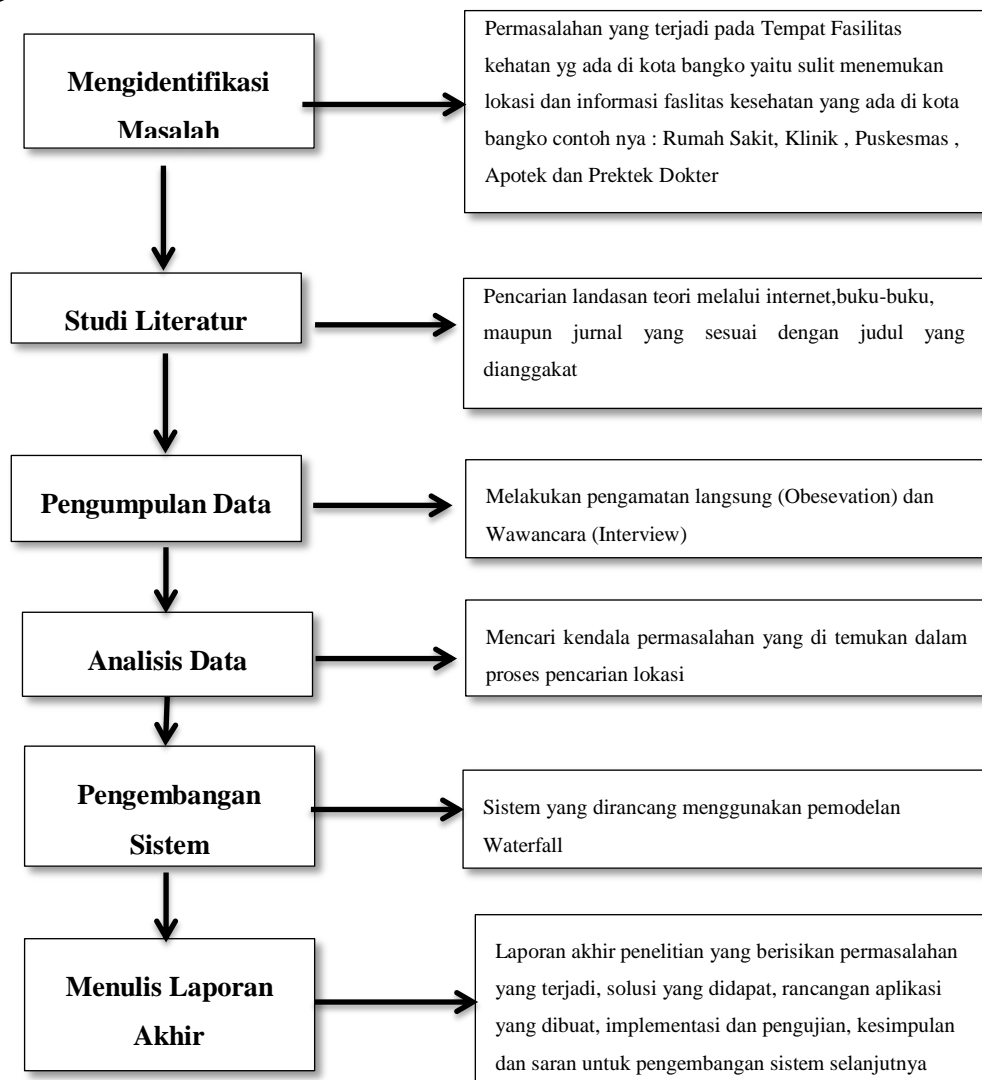 Mengidentifikasi
Masalah
Permasalahan yang terjadi pada Tempat Fasilitas
kehatan yg ada di kota bangko yaitu sulit menemukan
lokasi dan informasi faslitas kesehatan yang ada di kota
bangko contoh nya : Rumah Sakit, Klinik , Puskesmas ,
Apotek dan Prektek Dokter
Studi Literatur
Pencarian landasan teori melalui internet,buku-buku,
maupun jurnal yang sesuai dengan judul yang
dianggakat
Pengumpulan Data
Melakukan pengamatan langsung (Obesevation) dan
Wawancara (Interview)
Analisis Data
Mencari kendala permasalahan yang di temukan dalam
proses pencarian lokasi
Pengembangan
Sistem
Sistem yang dirancang menggunakan pemodelan
Waterfall
Menulis Laporan
Akhir
Laporan akhir penelitian yang berisikan permasalahan
yang terjadi, solusi yang didapat, rancangan aplikasi
yang dibuat, implementasi dan pengujian, kesimpulan
dan saran untuk pengembangan sistem selanjutnya